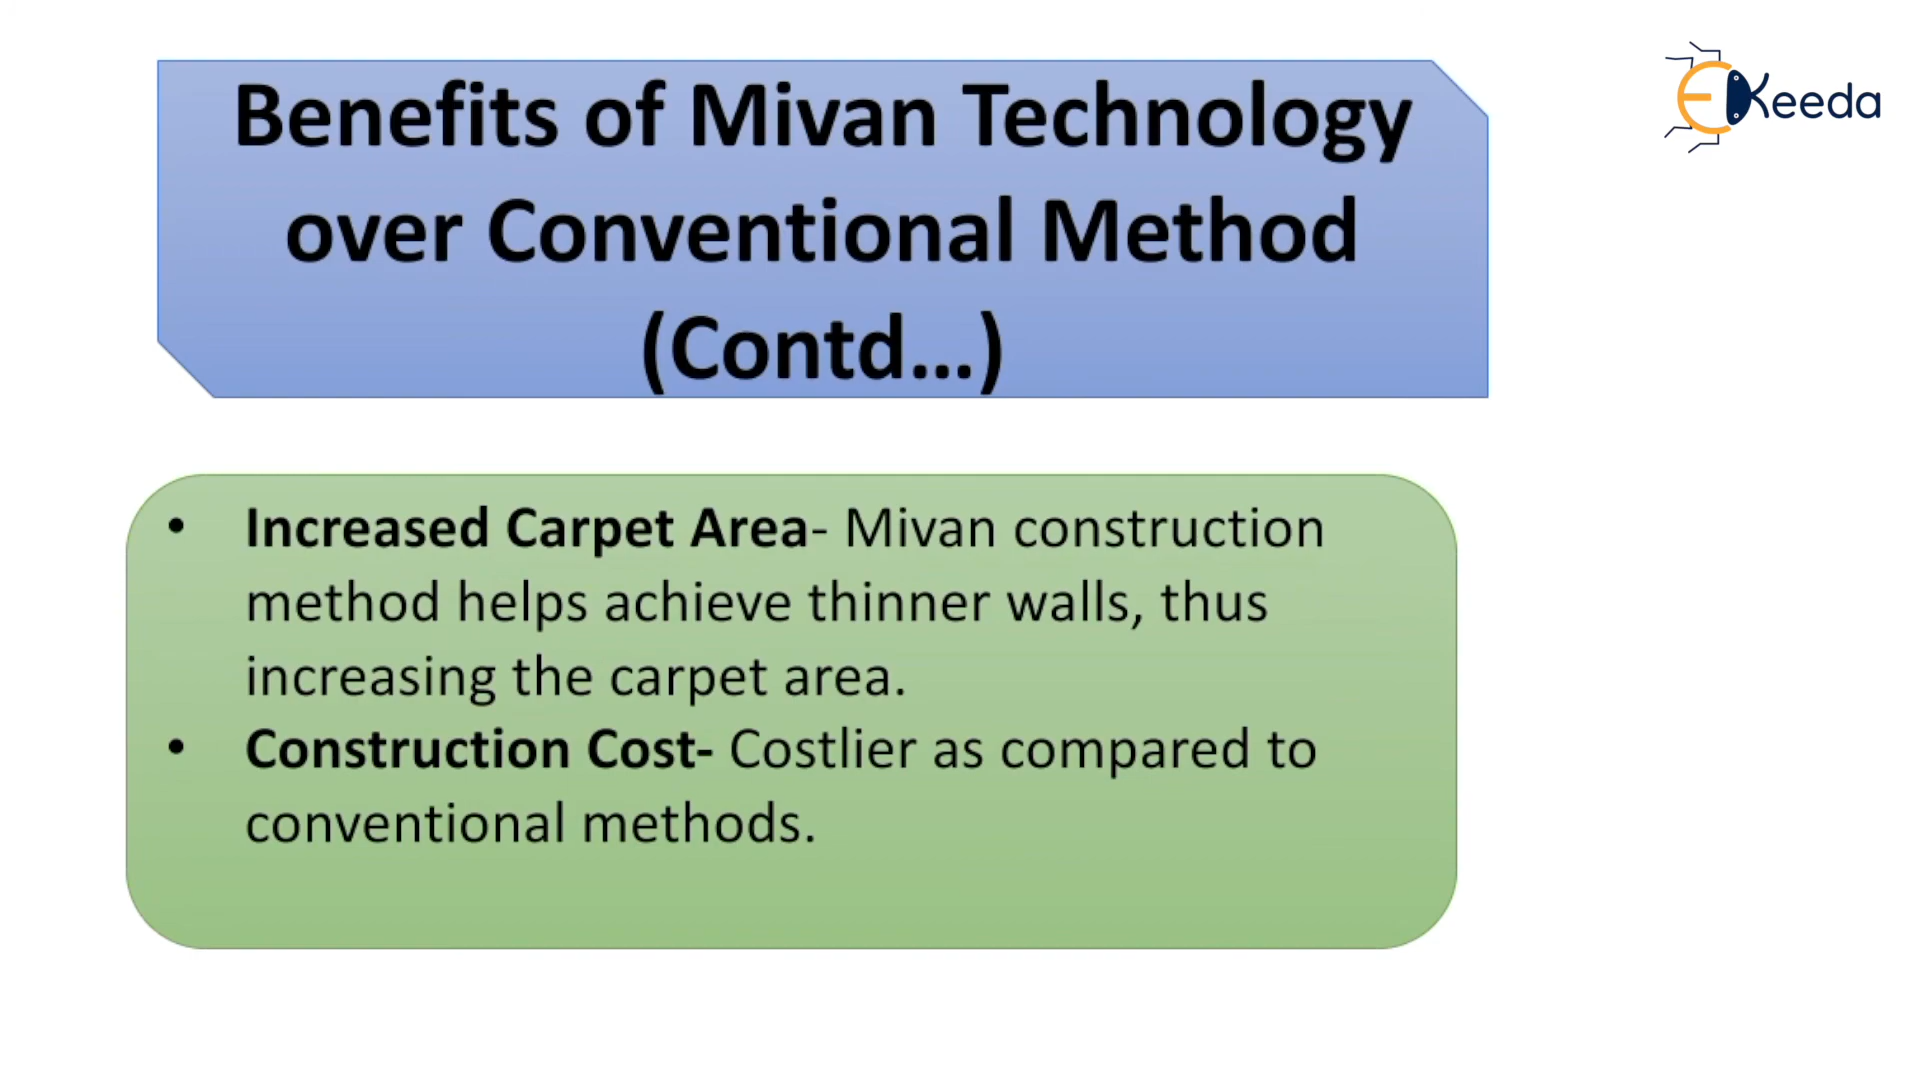 Benefits of Mivan Technology
over Conventional Method
(Contd...)
EKeeda
• Increased Carpet Area- Mivan construction
method helps achieve thinner walls, thus
increasing the carpet area.
• Construction Cost- Costlier as compared to
conventional methods.